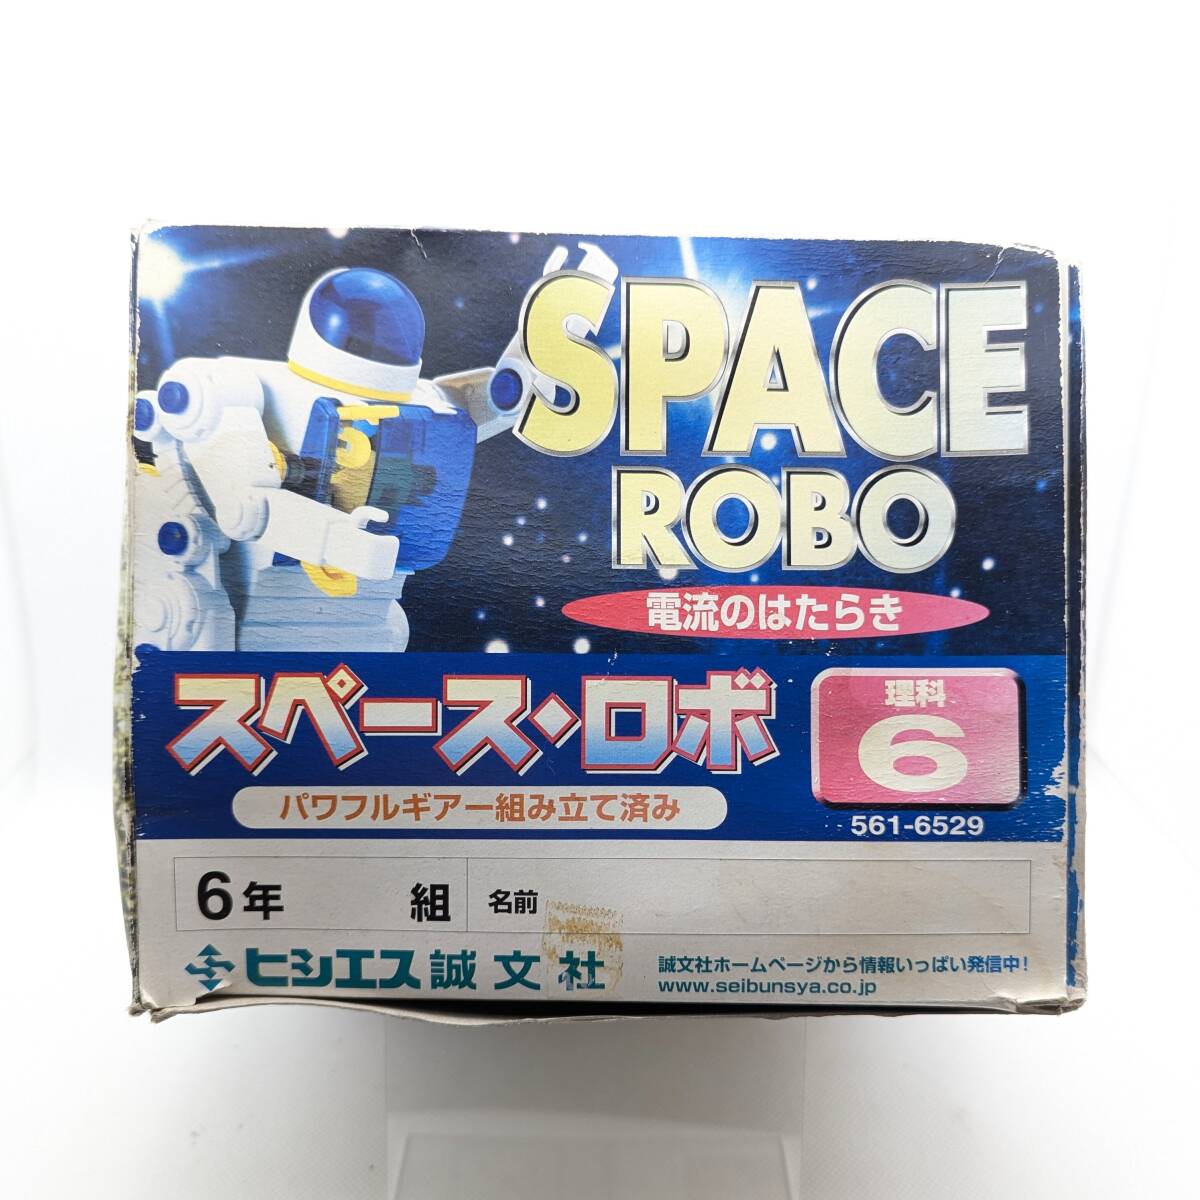 SPACE
ROBO
電流のはたらき
スペース・ロボ
理科
6
パワフルギアー組み立て済み
561-6529
6年 組 名前
ヒシエス 誠文社
誠文社ホームページから情報いっぱい発信中!
www.seibunsya.co.jp